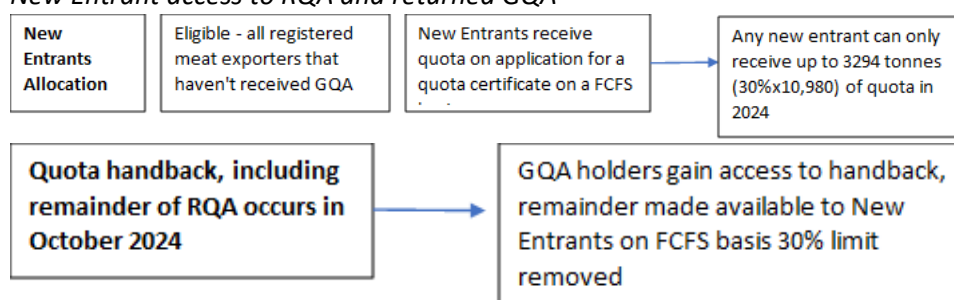 New Entrant access to RQA and returned GQA
New
Entrants
Allocation
Eligible - all registered
meat exporters that
haven't received GQA
New Entrants receive
quota on application for a
quota certificate on a FCFS
Any new entrant can only
receive up to 3294 tonnes
(30%x10,980) of quota in
2024
Quota handback, including
remainder of RQA occurs in
October 2024
GQA holders gain access to handback,
remainder made available to New
Entrants on FCFS basis 30% limit
removed